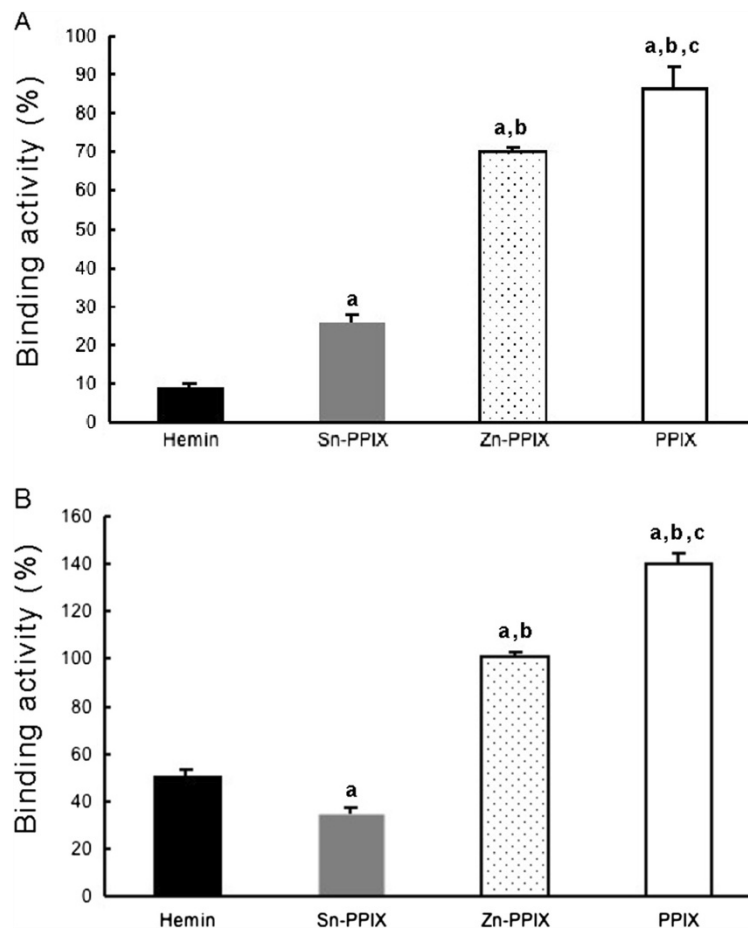 A
Binding activity (%)
100
90
80
70
60
50
40
30
20
10
0
a
a,b
a,b,c
Hemin Sn-PPIX Zn-PPIX PPIX
B
Binding activity (%)
160
140
120
100
80
60
40
20
0
a
a,b
a,b,c
Hemin Sn-PPIX Zn-PPIX PPIX